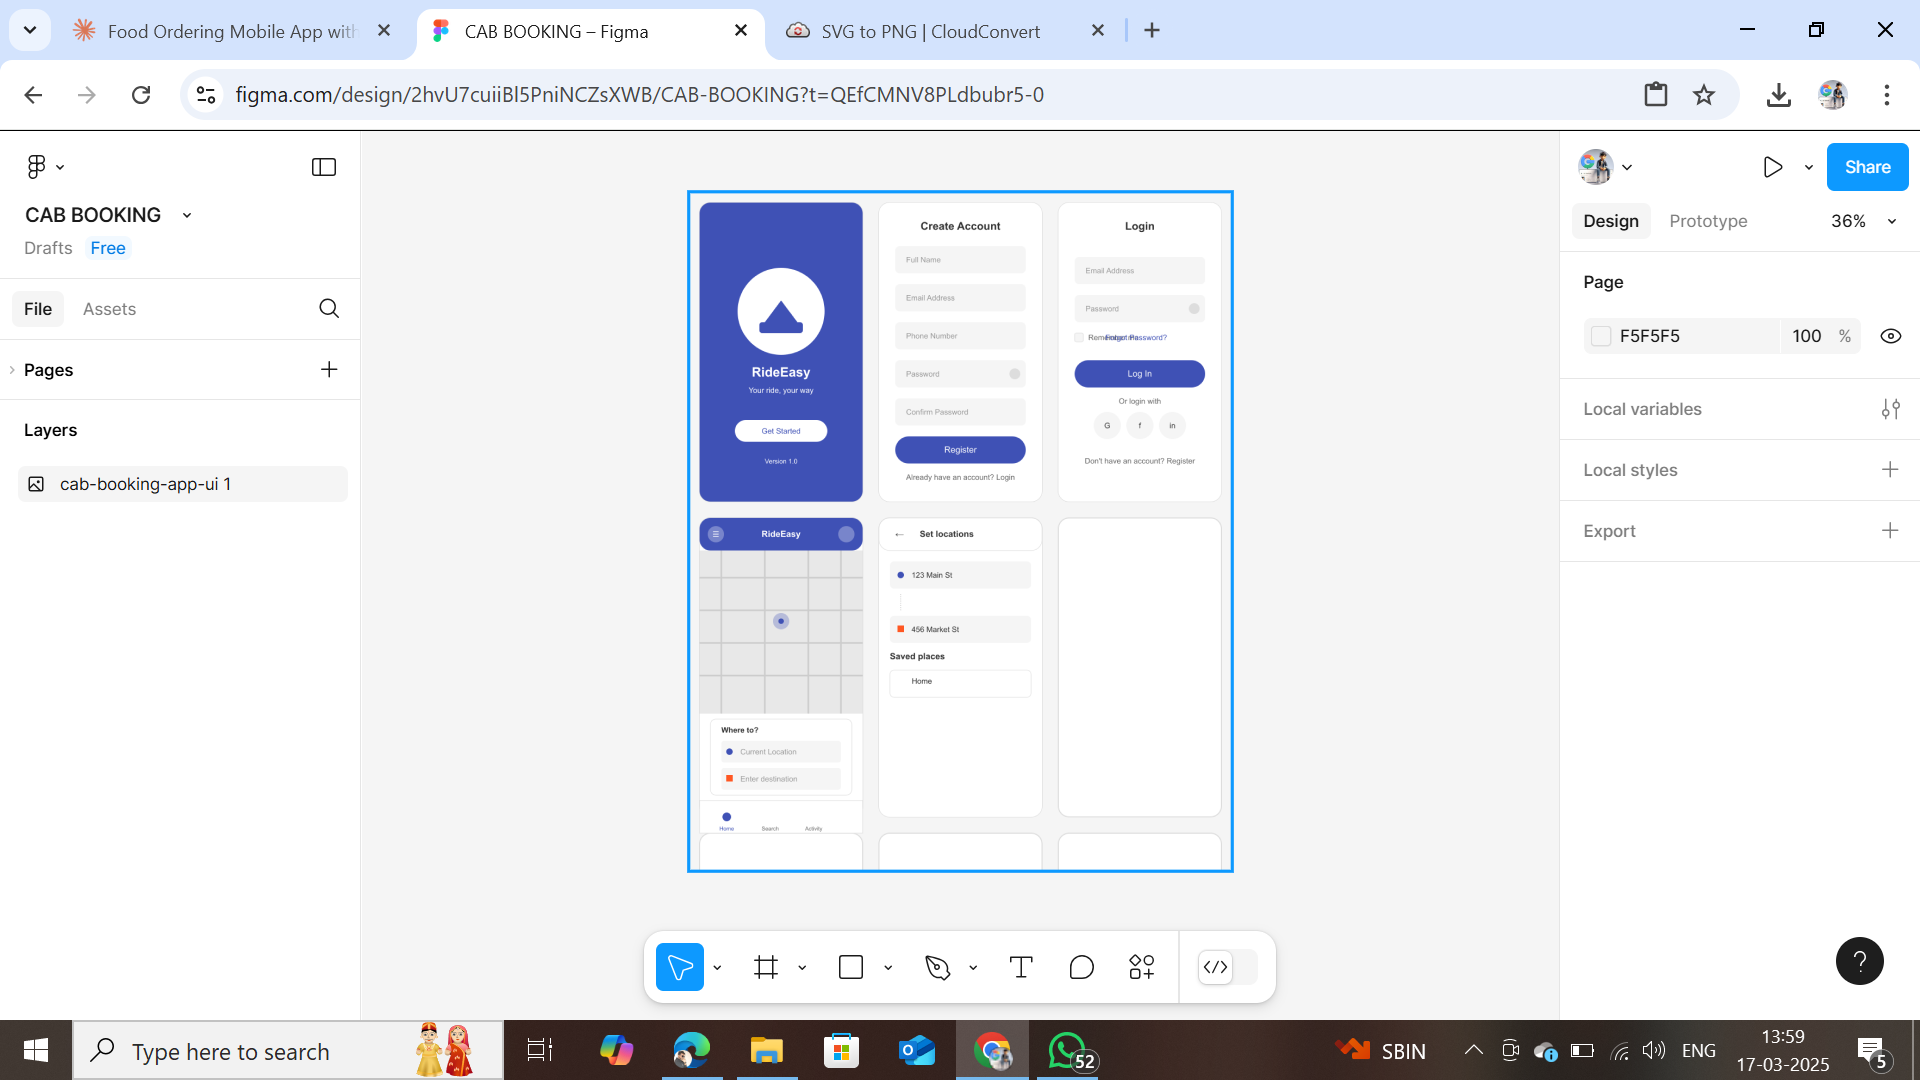 Food Ordering Mobile App with
CAB BOOKING – Figma
SVG to PNG | CloudConvert
figma.com/design/2hvU7cuiiBl5PniNCZsXWB/CAB-BOOKING?t=QEfCMNV8PLdbubr5-0
CAB BOOKING
Drafts Free
File Assets
Pages
Layers
cab-booking-app-ui 1
RideEasy
Your ride, your way
Get Started
Version 1.0
Create Account
Full Name
Email Address
Phone Number
Password
Confirm Password
Register
Already have an account? Login
Login
Email Address
Password
Remember me
Forgot Password?
Log In
Or login with
G f in
Don't have an account? Register
☰ RideEasy
Where to?
Current Location
Enter destination
Home Search Activity
← Set locations
123 Main St
456 Market St
Saved places
Home
Share
Design Prototype 36%
Page
F5F5F5 100 %
Local variables
Local styles
Export
?
Type here to search
52
SBIN
ENG
13:59
17-03-2025
5